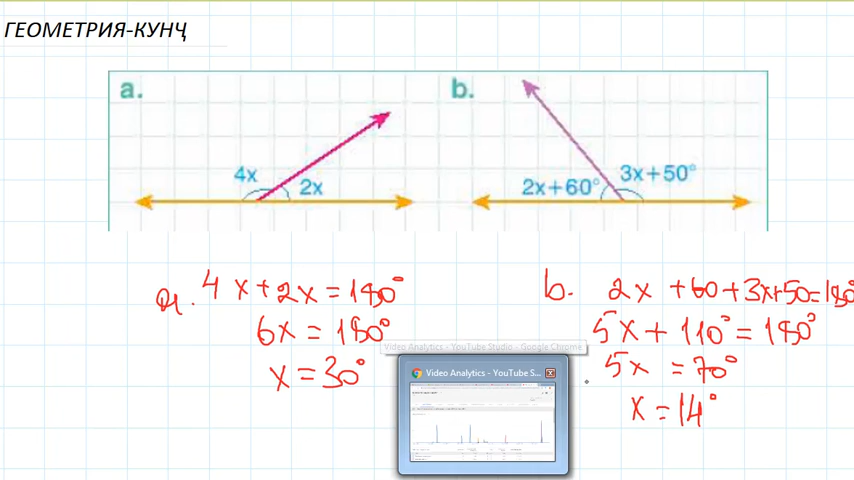 ГЕОМЕТРИЯ-КУНҶ
a.
4x
2x
b.
2x+60°
3x+50°
a. 4x+2x=180°
6x=180°
x=30°
b. 2x+60+3x+50=180°
5x+110°=180°
5x=70°
x=14°
Video Analytics - YouTube Studio - Google Chrome
Video Analytics - YouTube S...